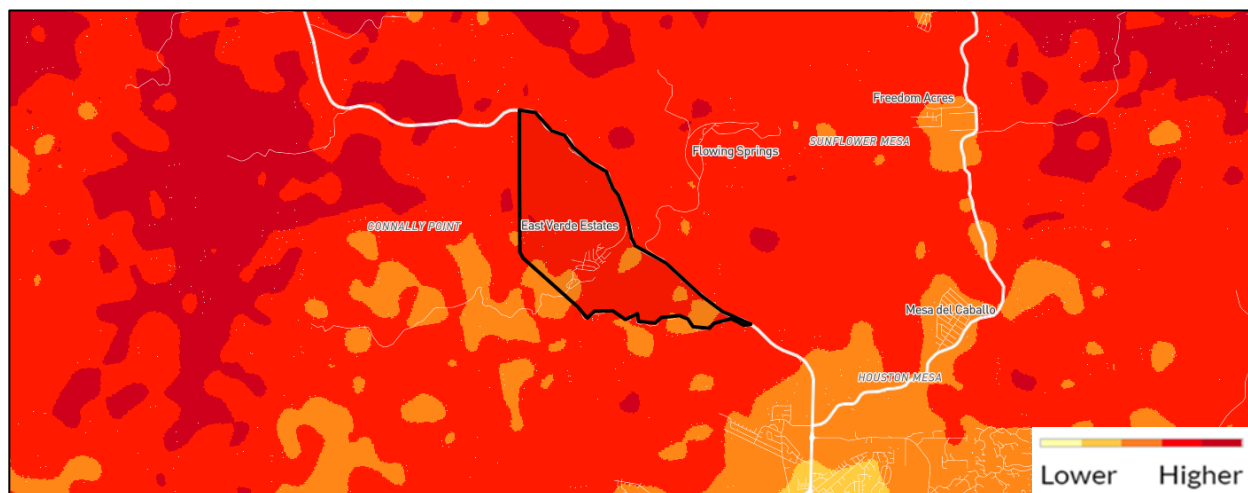 Freedom Acres
SUNFLOWER MESA
Flowing Springs
CONNALLY POINT
East Verde Estates
Mesa del Caballo
HOUSTON MESA
Lower Higher